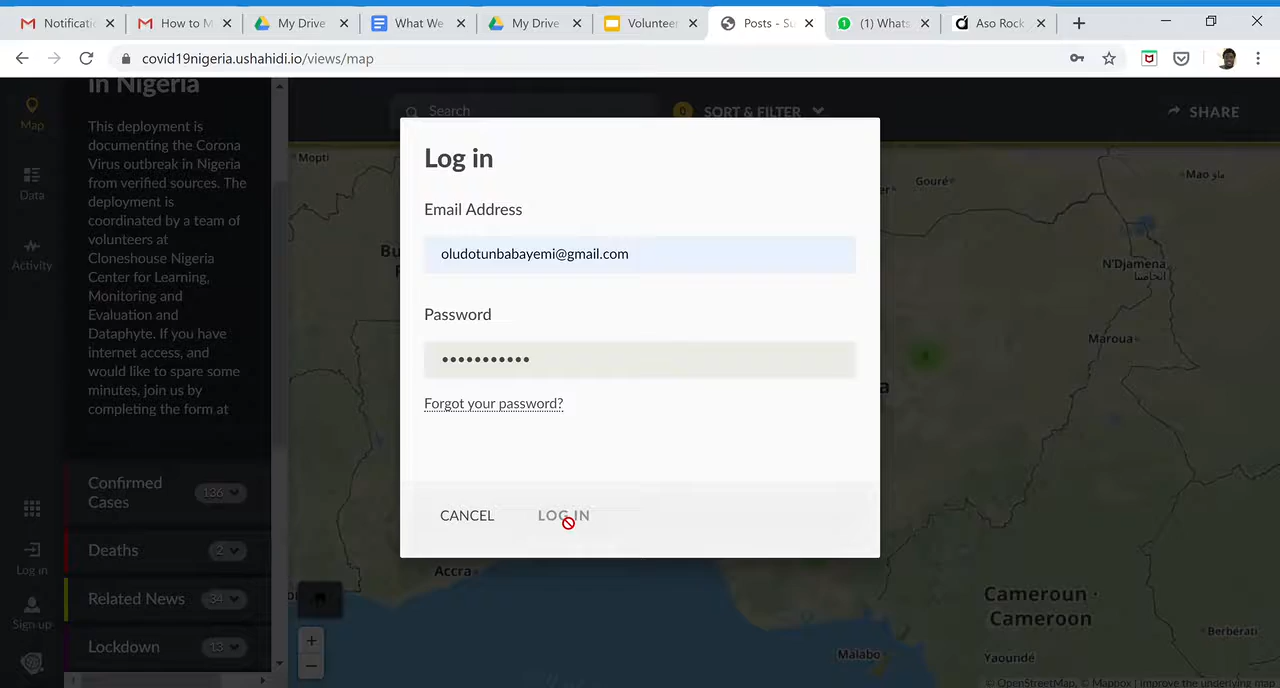 Notificati
How to M
My Drive
What We
My Drive
Volunteer
Posts - Su
(1) Whats
Aso Rock
covid19nigeria.ushahidi.io/views/map
in Nigeria
Map
Data
Activity
Log in
Sign up
This deployment is
documenting the Corona
Virus outbreak in Nigeria
from verified sources. The
deployment is
coordinated by a team of
volunteers at
Cloneshouse Nigeria
Center for Learning,
Monitoring and
Evaluation and
Dataphyte. If you have
internet access, and
would like to spare some
minutes, join us by
completing the form at
Confirmed
Cases
136
Deaths
2
Related News
34
Lockdown
13
Search
0
SORT & FILTER
SHARE
Log in
Email Address
oludotunbabayemi@gmail.com
Password
Forgot your password?
CANCEL
LOG IN
Mopti
Bu
Gouré
Mao ماو
N'Djamena
انجامينا
Maroua
a
Accra
Cameroun
Cameroon
Berbérati
Malabo
Yaoundé
+
−
© OpenStreetMap, © Mapbox | Improve the underlying map